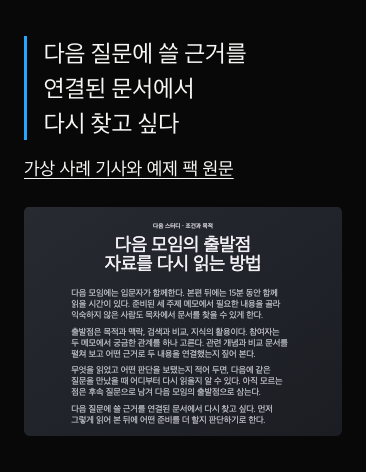 다음 질문에 쓸 근거를
연결된 문서에서
다시 찾고 싶다
가상 사례 기사와 예제 팩 원문
다음 스터디 · 조건과 목적
다음 모임의 출발점
자료를 다시 읽는 방법
다음 모임에는 입문자가 함께한다. 본편 뒤에는 15분 동안 함께
읽을 시간이 있다. 준비된 세 주제 메모에서 필요한 내용을 골라
익숙하지 않은 사람도 목차에서 문서를 찾을 수 있게 한다.
출발점은 목적과 맥락, 검색과 비교, 지식의 활용이다. 참여자는
두 메모에서 궁금한 관계를 하나 고른다. 관련 개념과 비교 문서를
펼쳐 보고 어떤 근거로 두 내용을 연결했는지 짚어 본다.
무엇을 읽었고 어떤 판단을 보탰는지 적어 두면, 다음에 같은
질문을 만났을 때 어디부터 다시 읽을지 알 수 있다. 아직 모르는
점은 후속 질문으로 남겨 다음 모임의 출발점으로 삼는다.
다음 질문에 쓸 근거를 연결된 문서에서 다시 찾고 싶다. 먼저
그렇게 읽어 본 뒤에 어떤 준비를 더 할지 판단하기로 한다.